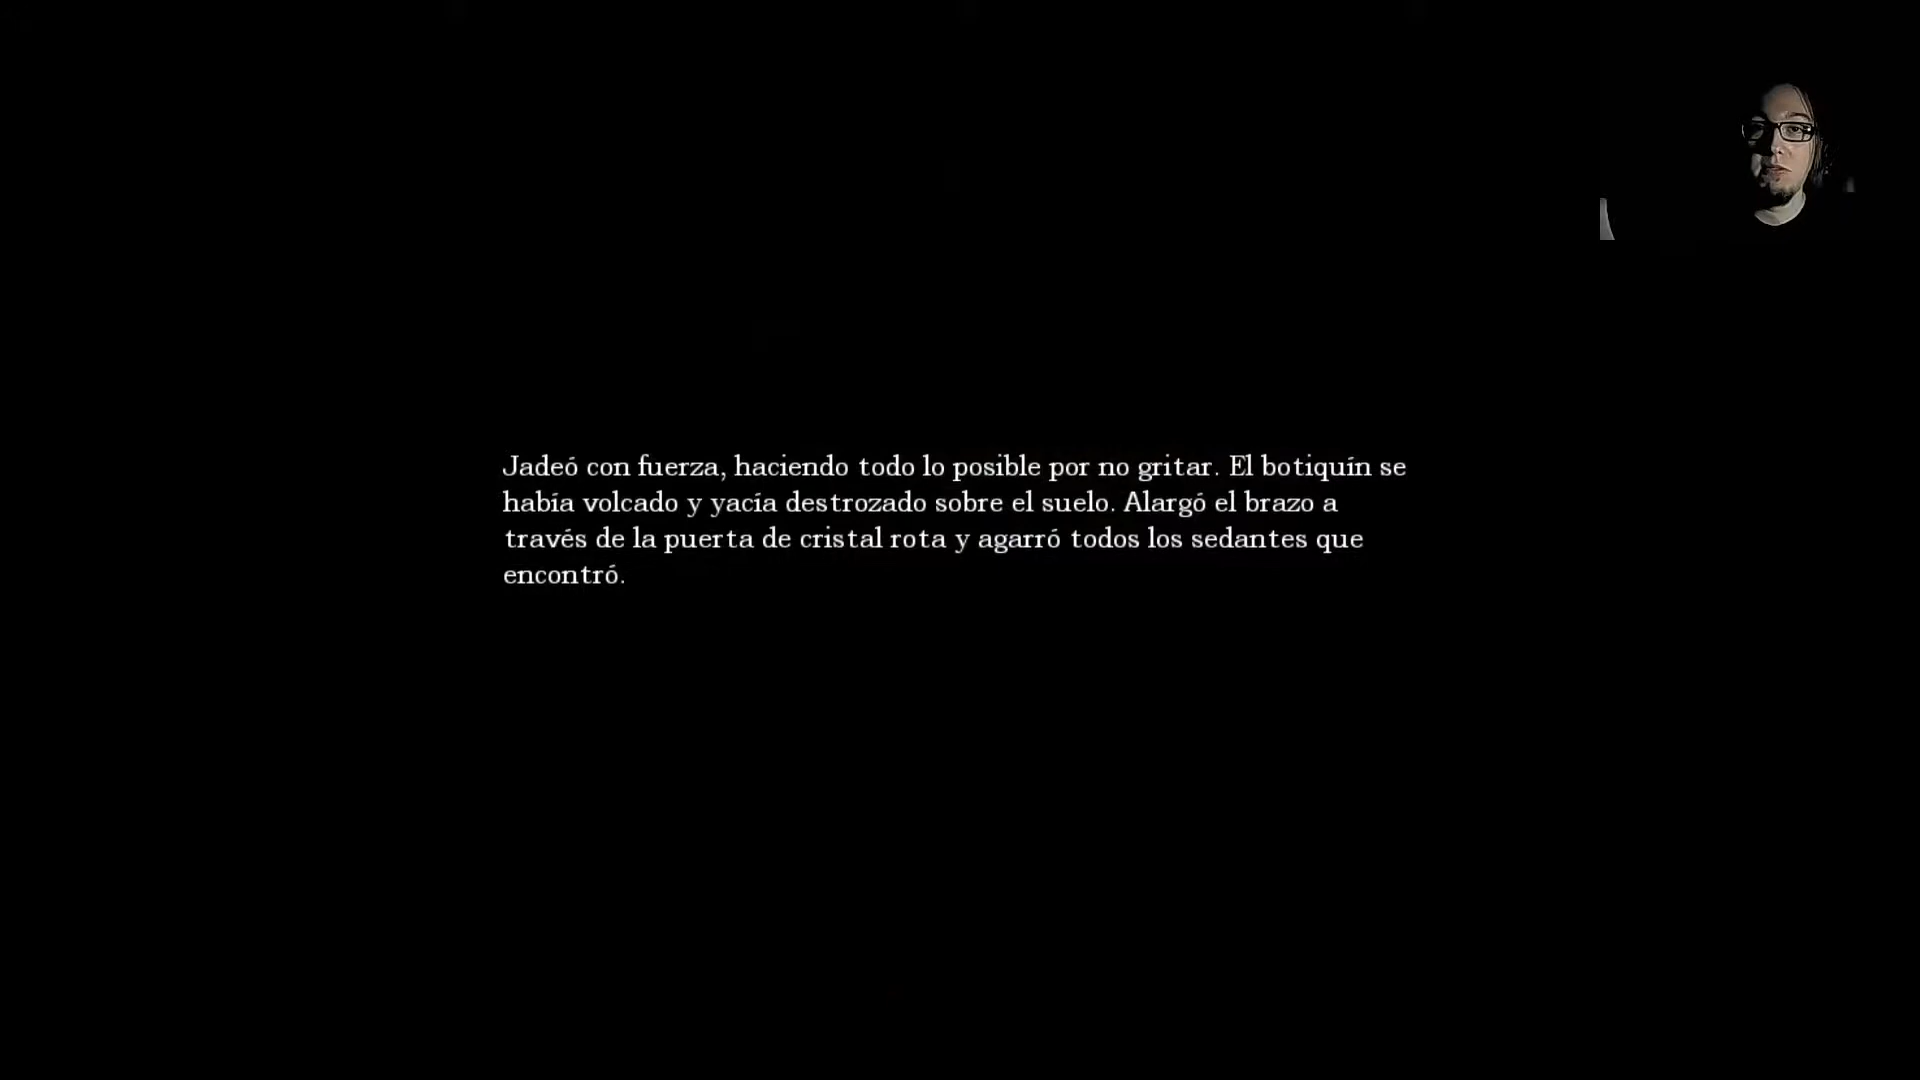 Jadeó con fuerza, haciendo todo lo posible por no gritar. El botiquín se
había volcado y yacía destrozado sobre el suelo. Alargó el brazo a
través de la puerta de cristal rota y agarró todos los sedantes que
encontró.